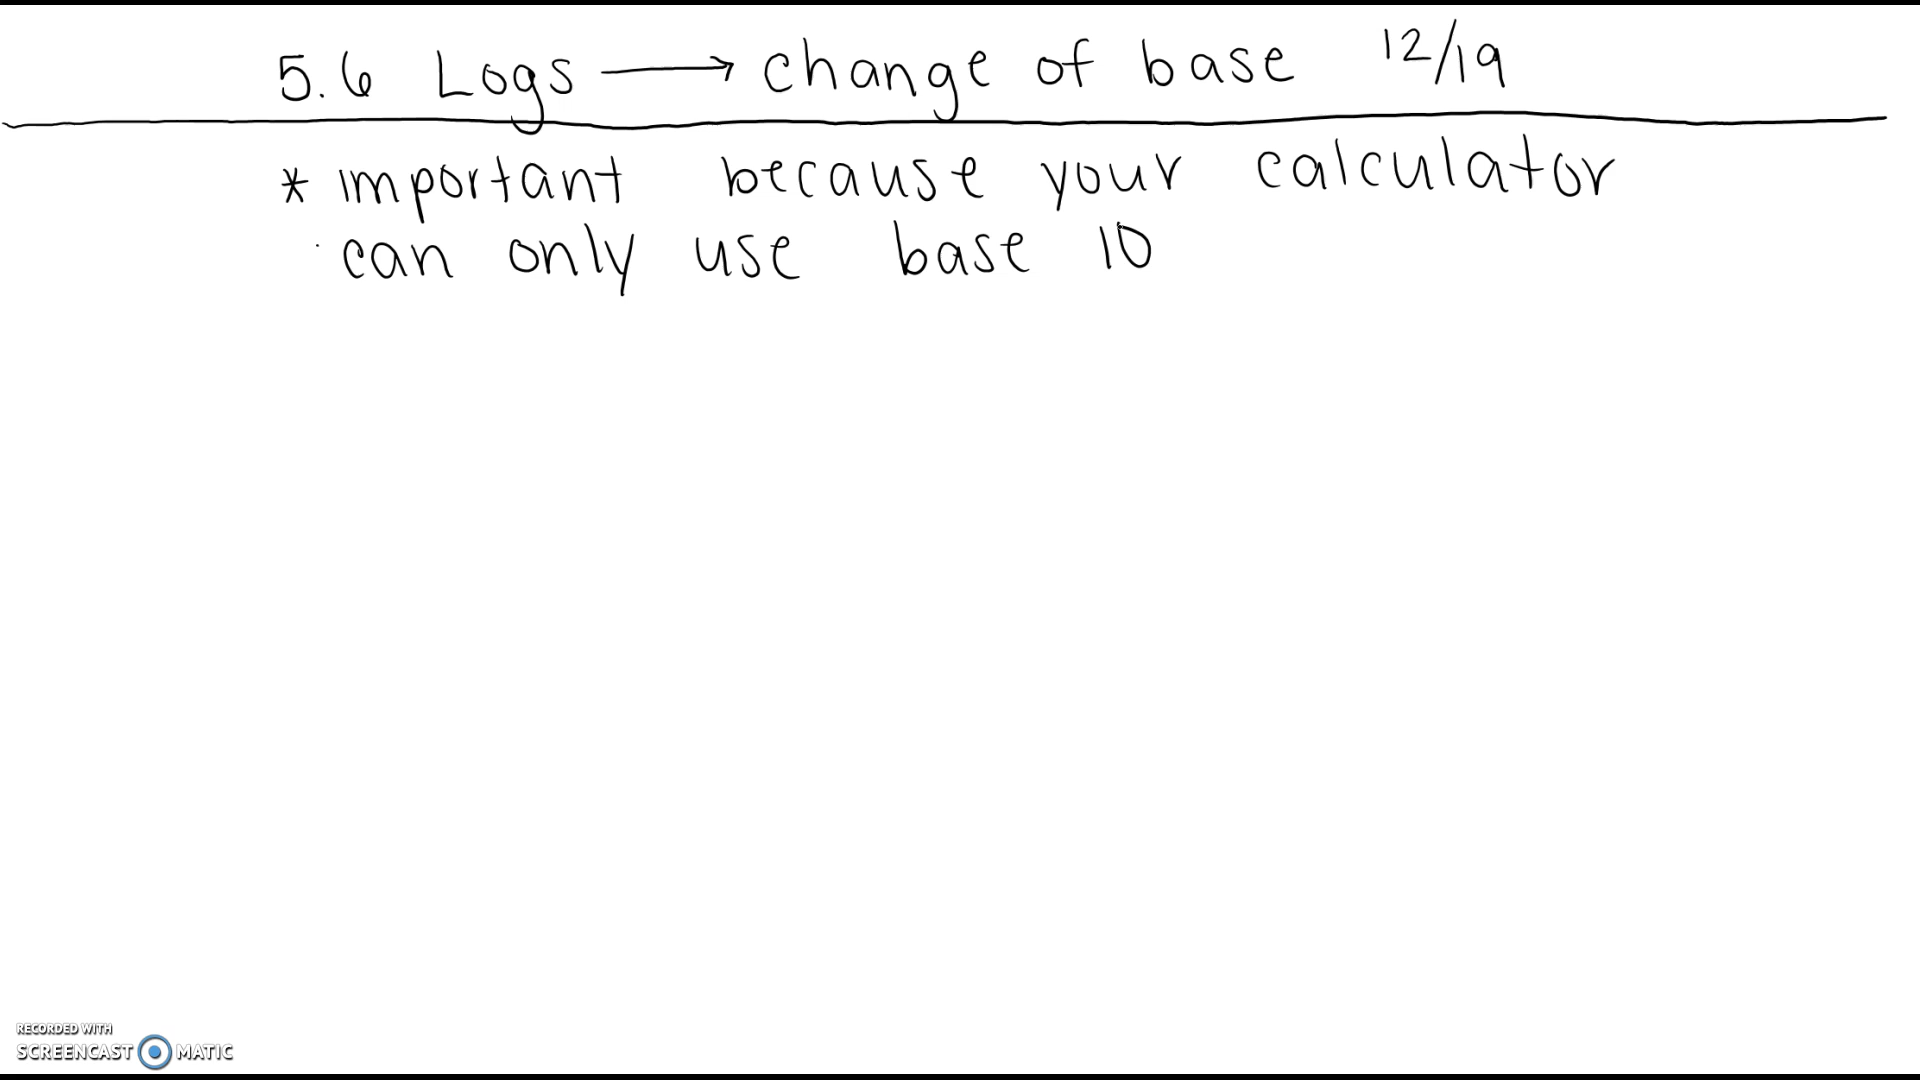 5.6 Logs → change of base 12/19
* important because your calculator
can only use base 10
RECORDED WITH
SCREENCAST MATIC